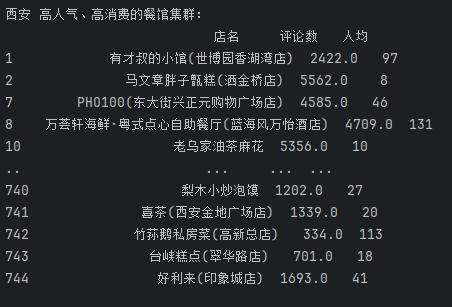 西安 高人气、高消费的餐馆集群:
店名 评论数 人均
1 有才叔的小馆(世博园香湖湾店) 2422.0 97
2 马文章胖子甑糕(洒金桥店) 5562.0 8
7 PHO100(东大街兴正元购物广场店) 4585.0 46
8 万荟轩海鲜·粤式点心自助餐厅(蓝海风万怡酒店) 4709.0 131
10 老乌家油茶麻花 5356.0 10
.. ... ... ...
740 梨木小炒泡馍 1202.0 27
741 喜茶(西安金地广场店) 1339.0 20
742 竹荪鹅私房菜(高新总店) 334.0 113
743 台峡糕点(翠华路店) 701.0 18
744 好利来(印象城店) 1693.0 41